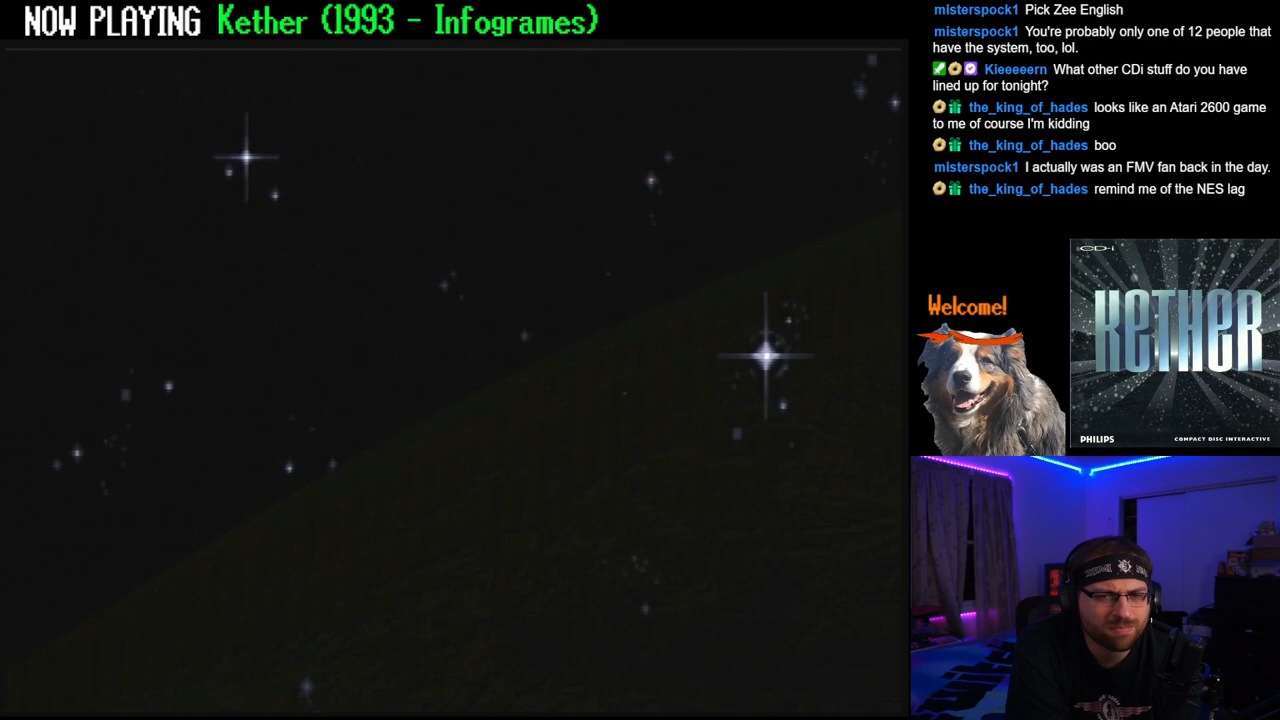 NOW PLAYING Kether (1993 - Infogrames)
misterspock1 Pick Zee English
misterspock1 You're probably only one of 12 people that
have the system, too, lol.
Kieeeeern What other CDi stuff do you have
lined up for tonight?
the_king_of_hades looks like an Atari 2600 game
to me of course I'm kidding
the_king_of_hades boo
misterspock1 I actually was an FMV fan back in the day.
the_king_of_hades remind me of the NES lag
Welcome!
CD-i
KETHER
PHILIPS COMPACT DISC INTERACTIVE